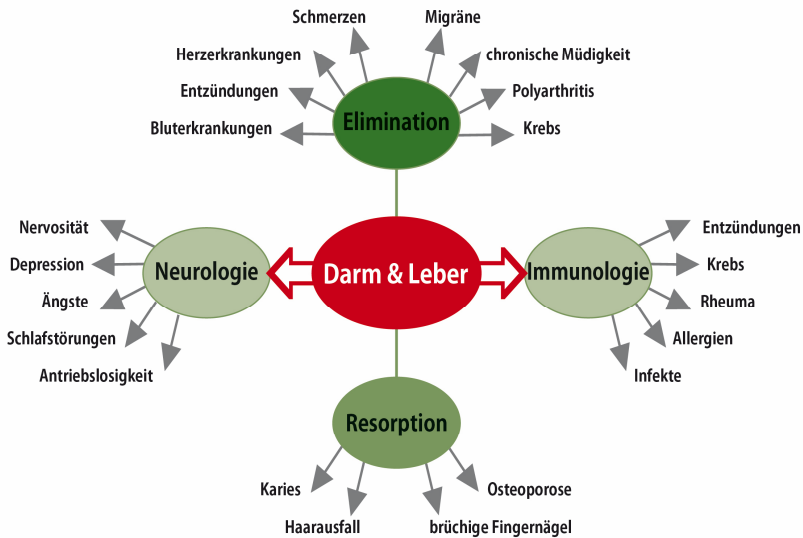 Schmerzen
Migräne
Herzerkrankungen
chronische Müdigkeit
Entzündungen
Polyarthritis
Bluterkrankungen
Elimination
Krebs
Nervosität
Depression
Ängste
Schlafstörungen
Antriebslosigkeit
Neurologie
Darm & Leber
Immunologie
Entzündungen
Krebs
Rheuma
Allergien
Infekte
Resorption
Karies
Osteoporose
Haarausfall
brüchige Fingernägel